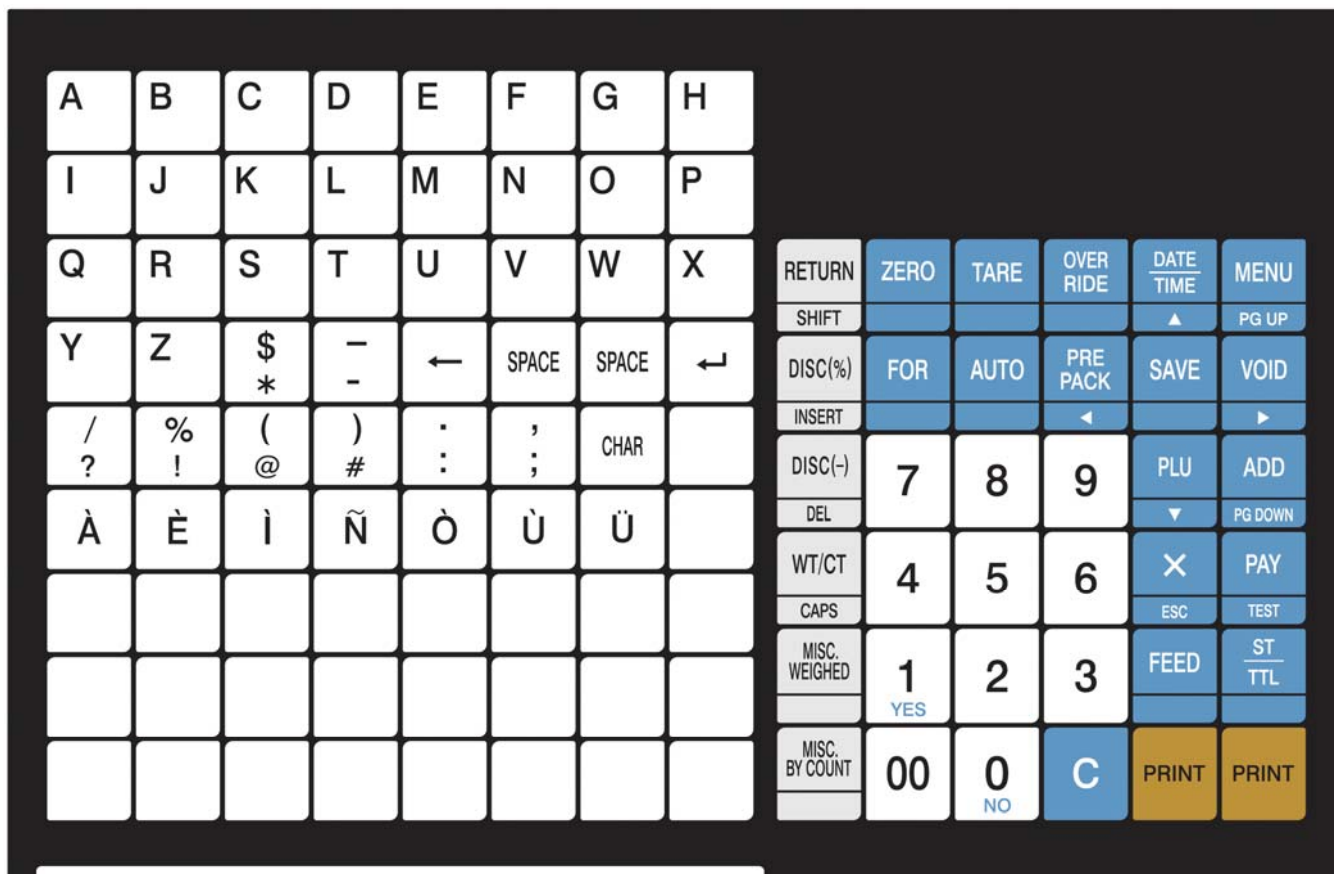 A B C D E F G H
I J K L M N O P
Q R S T U V W X
Y Z $ – ← SPACE SPACE ↵
* -
/ % ( ) . , CHAR
? ! @ # : ;
À È Ì Ñ Ò Ù Ü
RETURN ZERO TARE OVER RIDE DATE TIME MENU
SHIFT ▲ PG UP
DISC(%) FOR AUTO PRE PACK SAVE VOID
INSERT ◀ ▶
DISC(–) 7 8 9 PLU ADD
DEL ▼ PG DOWN
WT/CT 4 5 6 × PAY
CAPS ESC TEST
MISC. WEIGHED 1 2 3 FEED ST TTL
YES
MISC. BY COUNT 00 0 C PRINT PRINT
NO